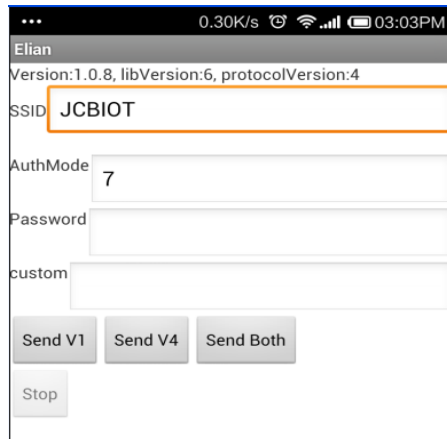 0.30K/s 03:03PM
Elian
Version:1.0.8, libVersion:6, protocolVersion:4
SSID JCBIOT
AuthMode 7
Password
custom
Send V1 Send V4 Send Both
Stop